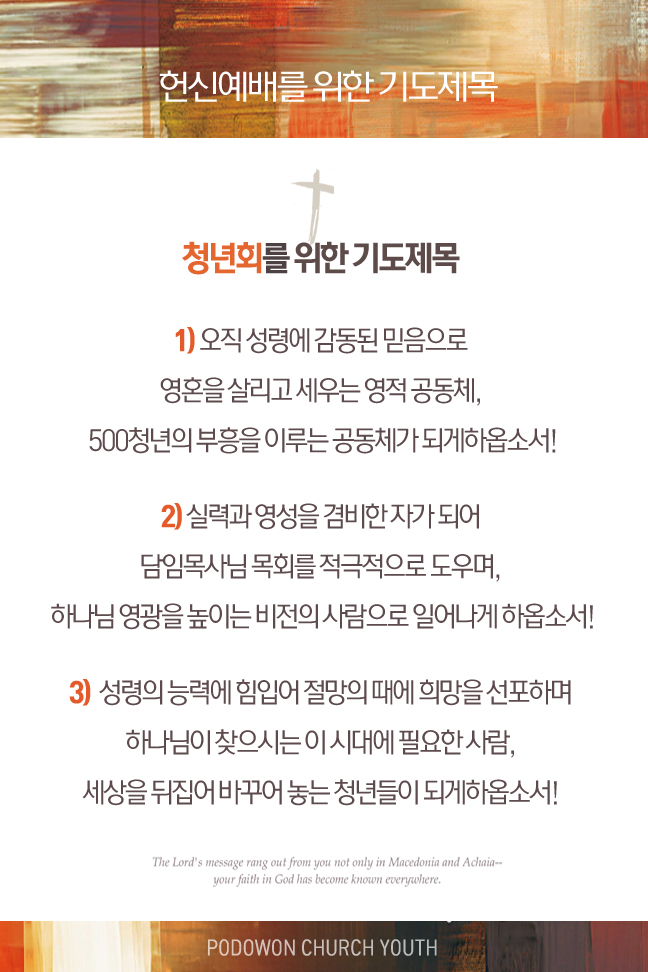 헌신예배를 위한 기도제목
청년회를 위한 기도제목
1) 오직 성령에 감동된 믿음으로
영혼을 살리고 세우는 영적 공동체,
500청년의 부흥을 이루는 공동체가 되게하옵소서!
2) 실력과 영성을 겸비한 자가 되어
담임목사님 목회를 적극적으로 도우며,
하나님 영광을 높이는 비전의 사람으로 일어나게 하옵소서!
3) 성령의 능력에 힘입어 절망의 때에 희망을 선포하며
하나님이 찾으시는 이 시대에 필요한 사람,
세상을 뒤집어 바꾸어 놓는 청년들이 되게하옵소서!
The Lord's message rang out from you not only in Macedonia and Achaia--
your faith in God has become known everywhere.
PODOWON CHURCH YOUTH